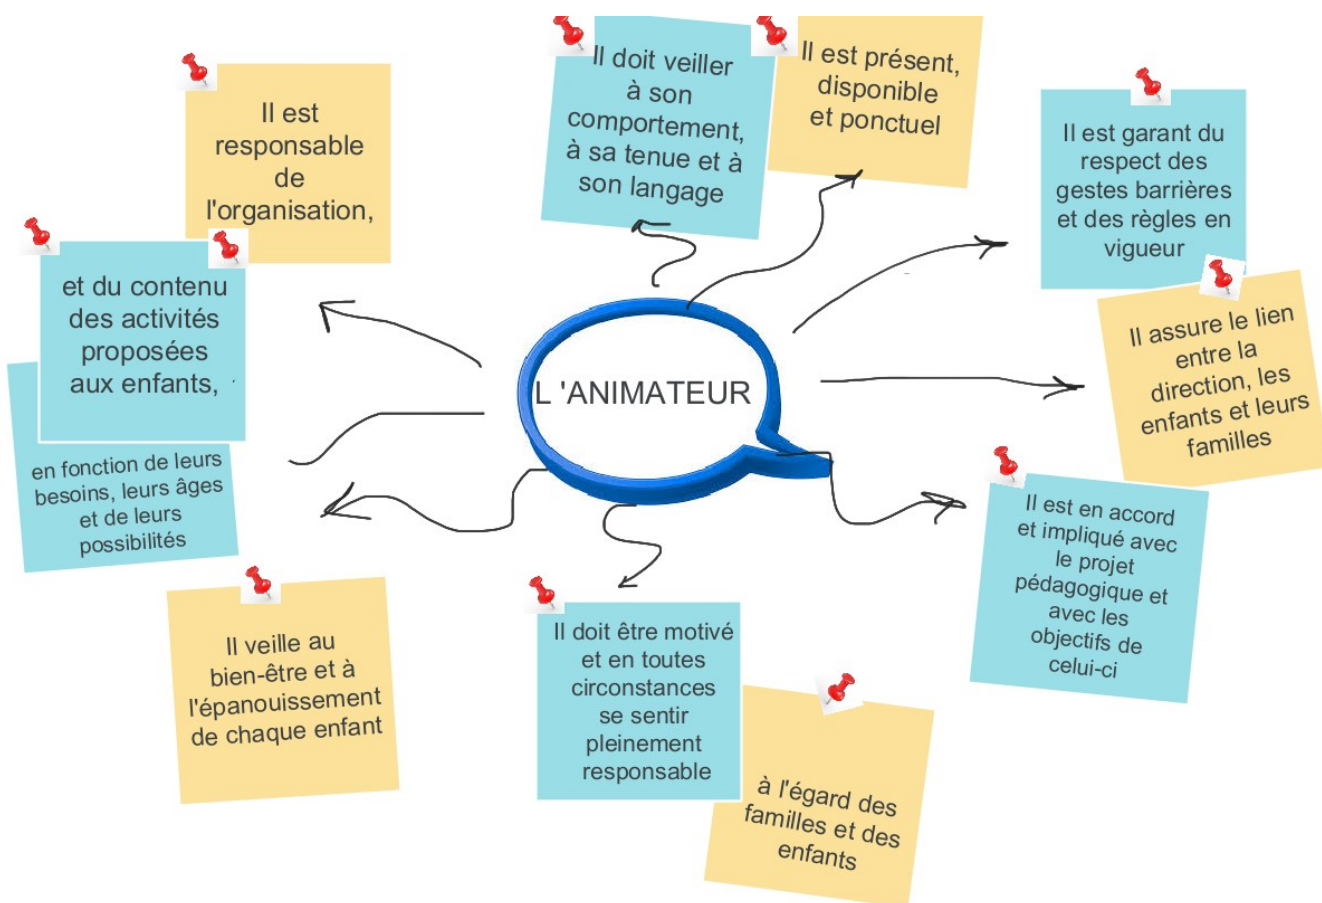 L 'ANIMATEUR
Il est
responsable
de
l'organisation,
et du contenu
des activités
proposées
aux enfants,
en fonction de leurs
besoins, leurs âges
et de leurs
possibilités
Il doit veiller
à son
comportement,
à sa tenue et à
son langage
Il est présent,
disponible
et ponctuel
Il est garant du
respect des
gestes barrières
et des règles en
vigueur
Il assure le lien
entre la
direction, les
enfants et leurs
familles
Il est en accord
et impliqué avec
le projet
pédagogique et
avec les
objectifs de
celui-ci
Il doit être motivé
et en toutes
circonstances
se sentir
pleinement
responsable
à l'égard des
familles et des
enfants
Il veille au
bien-être et à
l'épanouissement
de chaque enfant